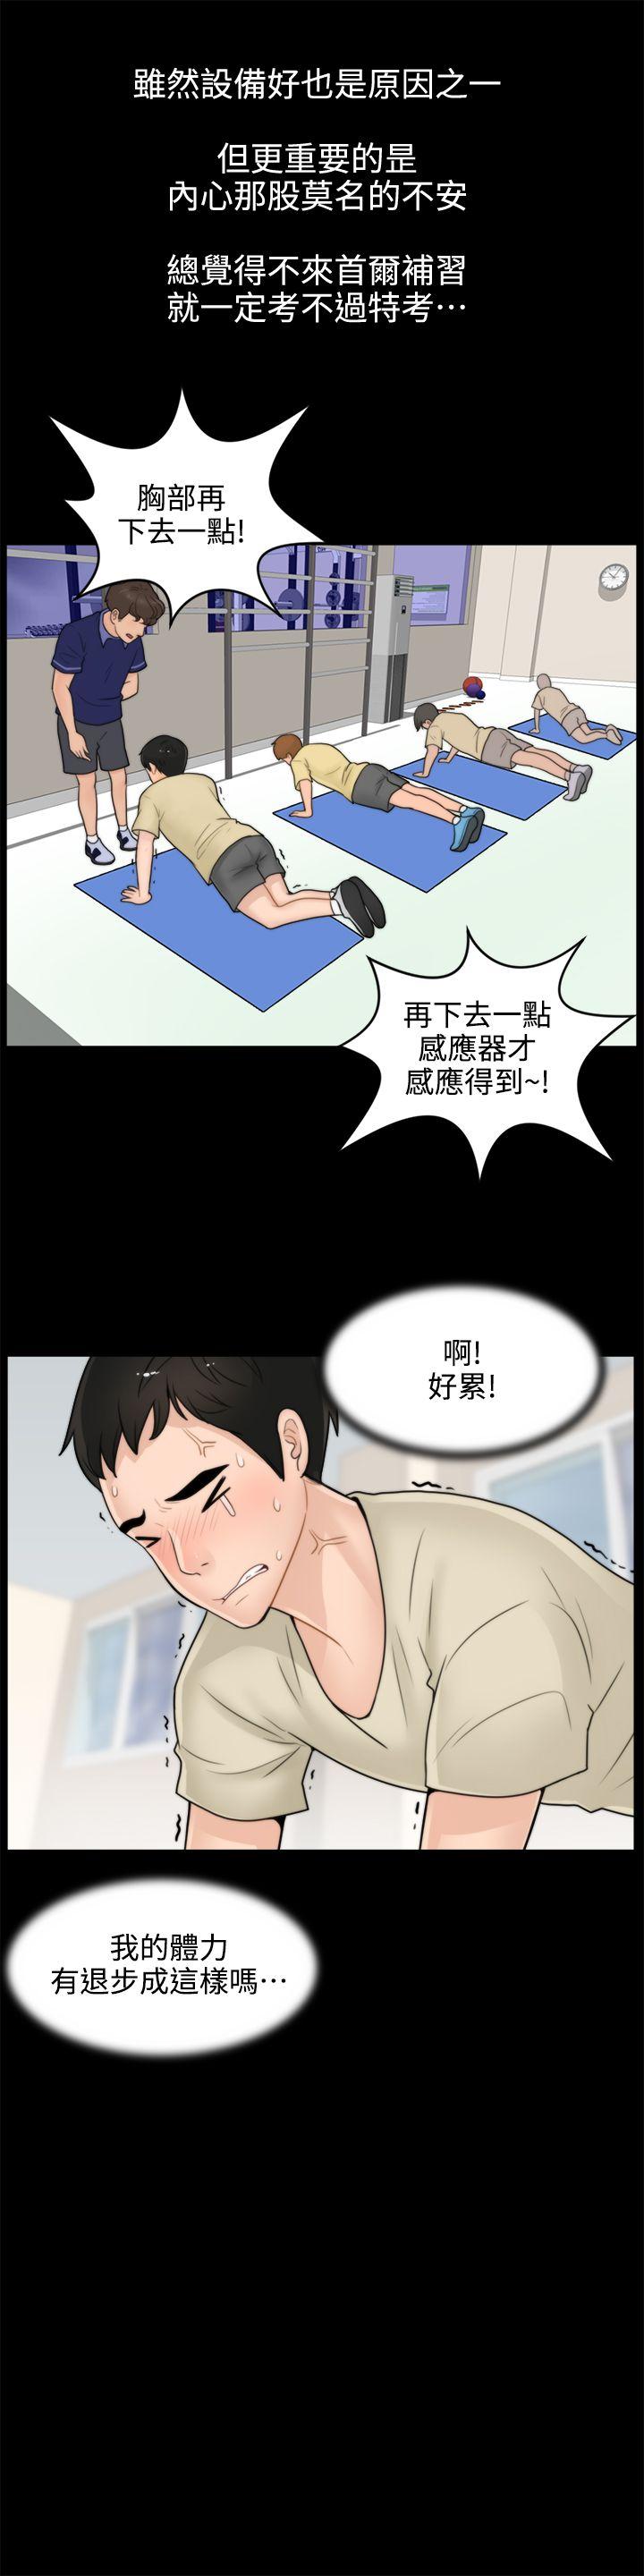 雖然設備好也是原因之一
但更重要的是
內心那股莫名的不安
總覺得不來首爾補習
就一定考不過特考⋯
胸部再
下去一點!
再下去一點
感應器才
感應得到~!
啊!
好累!
我的體力
有退步成這樣嗎⋯